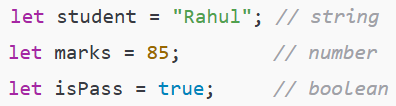 let student = "Rahul"; // string
let marks = 85;        // number
let isPass = true;     // boolean